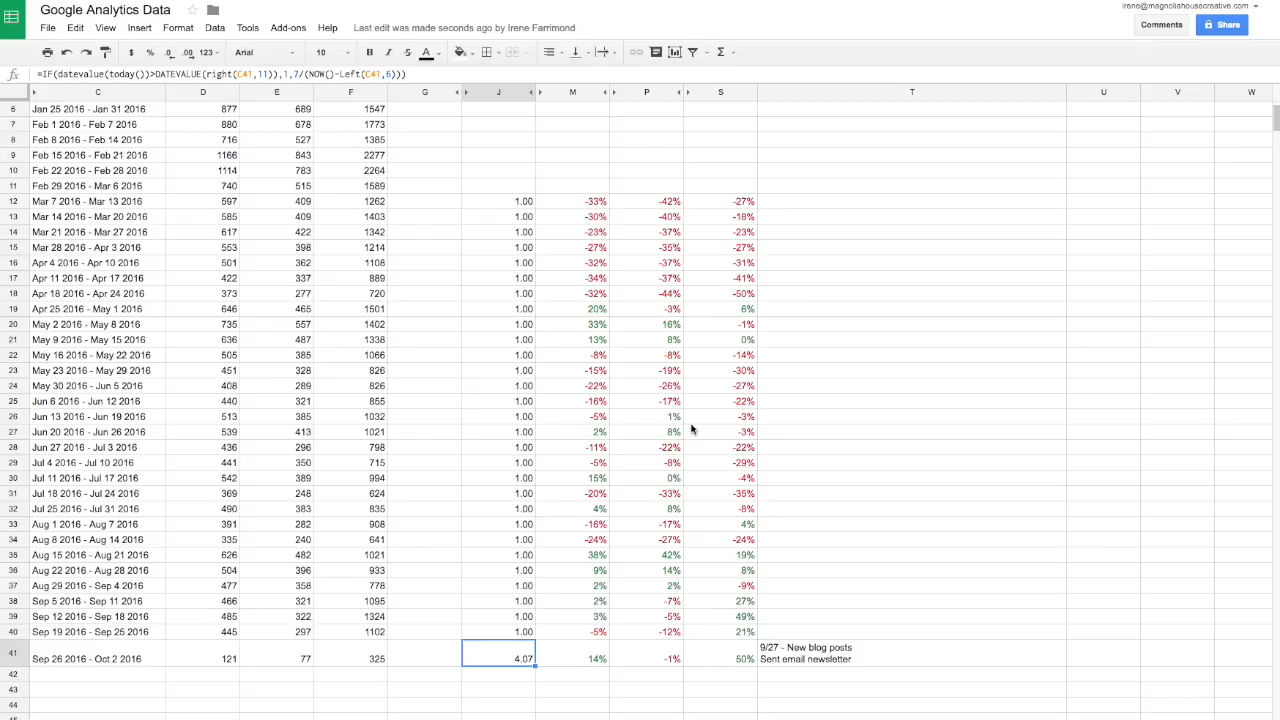 Google Analytics Data
irene@magnoliahousecreative.com
File Edit View Insert Format Data Tools Add-ons Help Last edit was made seconds ago by Irene Farrimond
Comments Share
$ % .0 .00 123 Arial 10 B I S A Σ
fx =IF(datevalue(today())>DATEVALUE(right(C41,11)),1,7/(NOW()-Left(C41,6)))
C D E F G J M P S T U V W
6 Jan 25 2016 - Jan 31 2016 877 689 1547
7 Feb 1 2016 - Feb 7 2016 880 678 1773
8 Feb 8 2016 - Feb 14 2016 716 527 1385
9 Feb 15 2016 - Feb 21 2016 1166 843 2277
10 Feb 22 2016 - Feb 28 2016 1114 783 2264
11 Feb 29 2016 - Mar 6 2016 740 515 1589
12 Mar 7 2016 - Mar 13 2016 597 409 1262 1.00 -33% -42% -27%
13 Mar 14 2016 - Mar 20 2016 585 409 1403 1.00 -30% -40% -18%
14 Mar 21 2016 - Mar 27 2016 617 422 1342 1.00 -23% -37% -23%
15 Mar 28 2016 - Apr 3 2016 553 398 1214 1.00 -27% -35% -27%
16 Apr 4 2016 - Apr 10 2016 501 362 1108 1.00 -32% -37% -31%
17 Apr 11 2016 - Apr 17 2016 422 337 889 1.00 -34% -37% -41%
18 Apr 18 2016 - Apr 24 2016 373 277 720 1.00 -32% -44% -50%
19 Apr 25 2016 - May 1 2016 646 465 1501 1.00 20% -3% 6%
20 May 2 2016 - May 8 2016 735 557 1402 1.00 33% 16% -1%
21 May 9 2016 - May 15 2016 636 487 1338 1.00 13% 8% 0%
22 May 16 2016 - May 22 2016 505 385 1066 1.00 -8% -8% -14%
23 May 23 2016 - May 29 2016 451 328 826 1.00 -15% -19% -30%
24 May 30 2016 - Jun 5 2016 408 289 826 1.00 -22% -26% -27%
25 Jun 6 2016 - Jun 12 2016 440 321 855 1.00 -16% -17% -22%
26 Jun 13 2016 - Jun 19 2016 513 385 1032 1.00 -5% 1% -3%
27 Jun 20 2016 - Jun 26 2016 539 413 1021 1.00 2% 8% -3%
28 Jun 27 2016 - Jul 3 2016 436 296 798 1.00 -11% -22% -22%
29 Jul 4 2016 - Jul 10 2016 441 350 715 1.00 -5% -8% -29%
30 Jul 11 2016 - Jul 17 2016 542 389 994 1.00 15% 0% -4%
31 Jul 18 2016 - Jul 24 2016 369 248 624 1.00 -20% -33% -35%
32 Jul 25 2016 - Jul 31 2016 490 383 835 1.00 4% 8% -8%
33 Aug 1 2016 - Aug 7 2016 391 282 908 1.00 -16% -17% 4%
34 Aug 8 2016 - Aug 14 2016 335 240 641 1.00 -24% -27% -24%
35 Aug 15 2016 - Aug 21 2016 626 482 1021 1.00 38% 42% 19%
36 Aug 22 2016 - Aug 28 2016 504 396 933 1.00 9% 14% 8%
37 Aug 29 2016 - Sep 4 2016 477 358 778 1.00 2% 2% -9%
38 Sep 5 2016 - Sep 11 2016 466 321 1095 1.00 2% -7% 27%
39 Sep 12 2016 - Sep 18 2016 485 322 1324 1.00 3% -5% 49%
40 Sep 19 2016 - Sep 25 2016 445 297 1102 1.00 -5% -12% 21%
9/27 - New blog posts
41 Sep 26 2016 - Oct 2 2016 121 77 325 4.07 14% -1% 50% Sent email newsletter
42
43
44